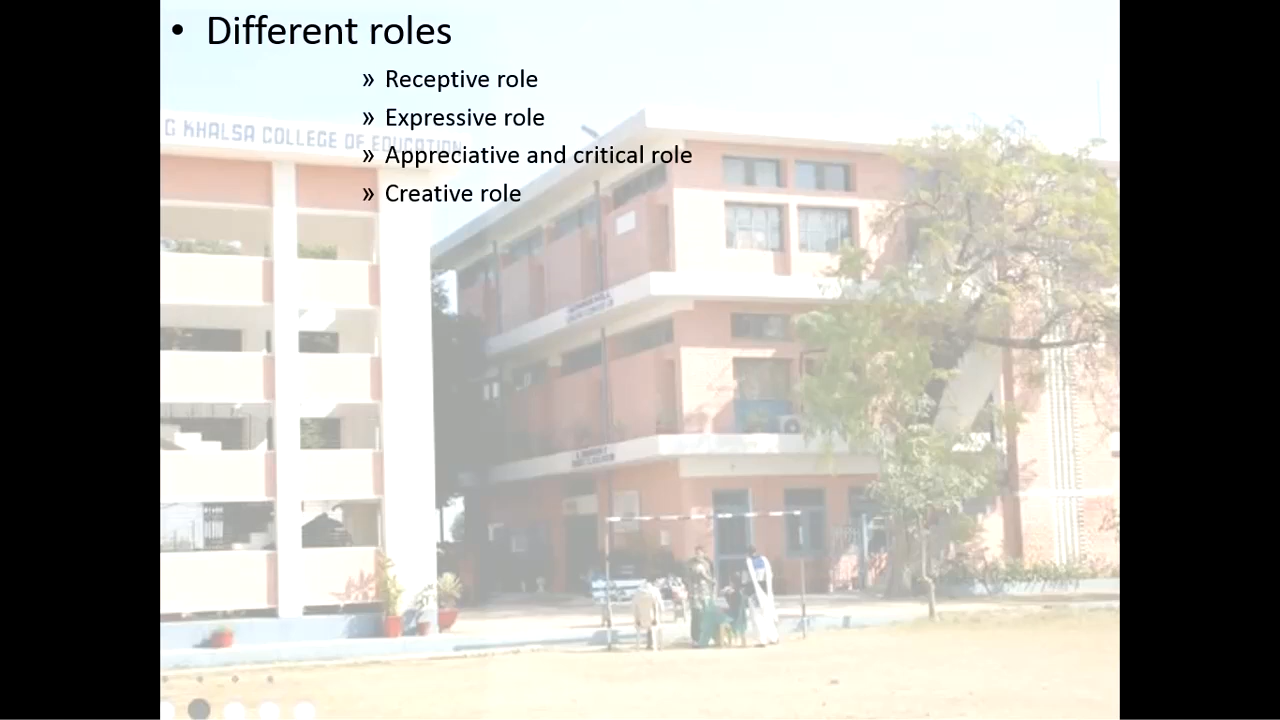 • Different roles
» Receptive role
» Expressive role
G KHALSA COLLEGE OF EDUCATION
» Appreciative and critical role
» Creative role